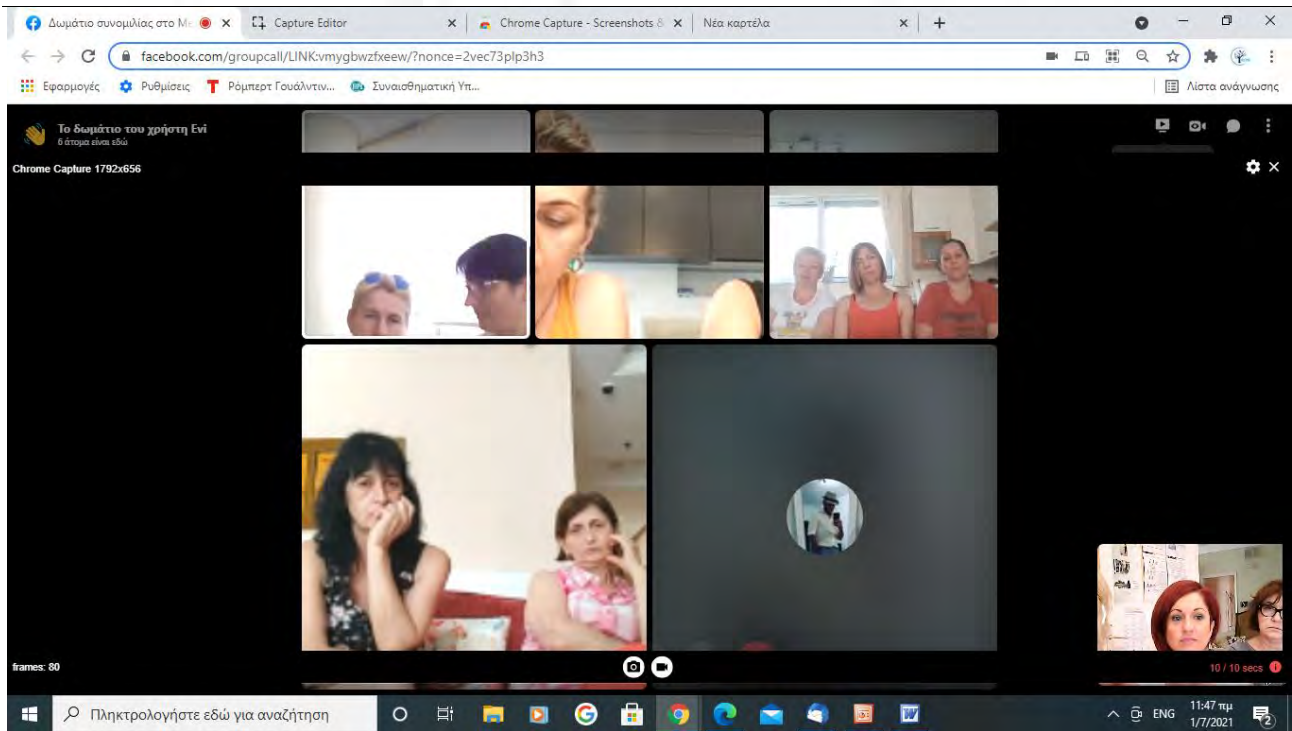 Δωμάτιο συνομιλίας στο Me
Capture Editor
Chrome Capture - Screenshots &
Νέα καρτέλα
facebook.com/groupcall/LINK:vmygbwzfxeew/?nonce=2vec73plp3h3
Εφαρμογές
Ρυθμίσεις
Ρόμπερτ Γουάλντιν...
Συναισθηματική Υπ...
Λίστα ανάγνωσης
Το δωμάτιο του χρήστη Evi
6 άτομα είναι εδώ
Chrome Capture 1792x656
frames: 80
10 / 10 secs
Πληκτρολογήστε εδώ για αναζήτηση
ENG
11:47 πμ
1/7/2021
2